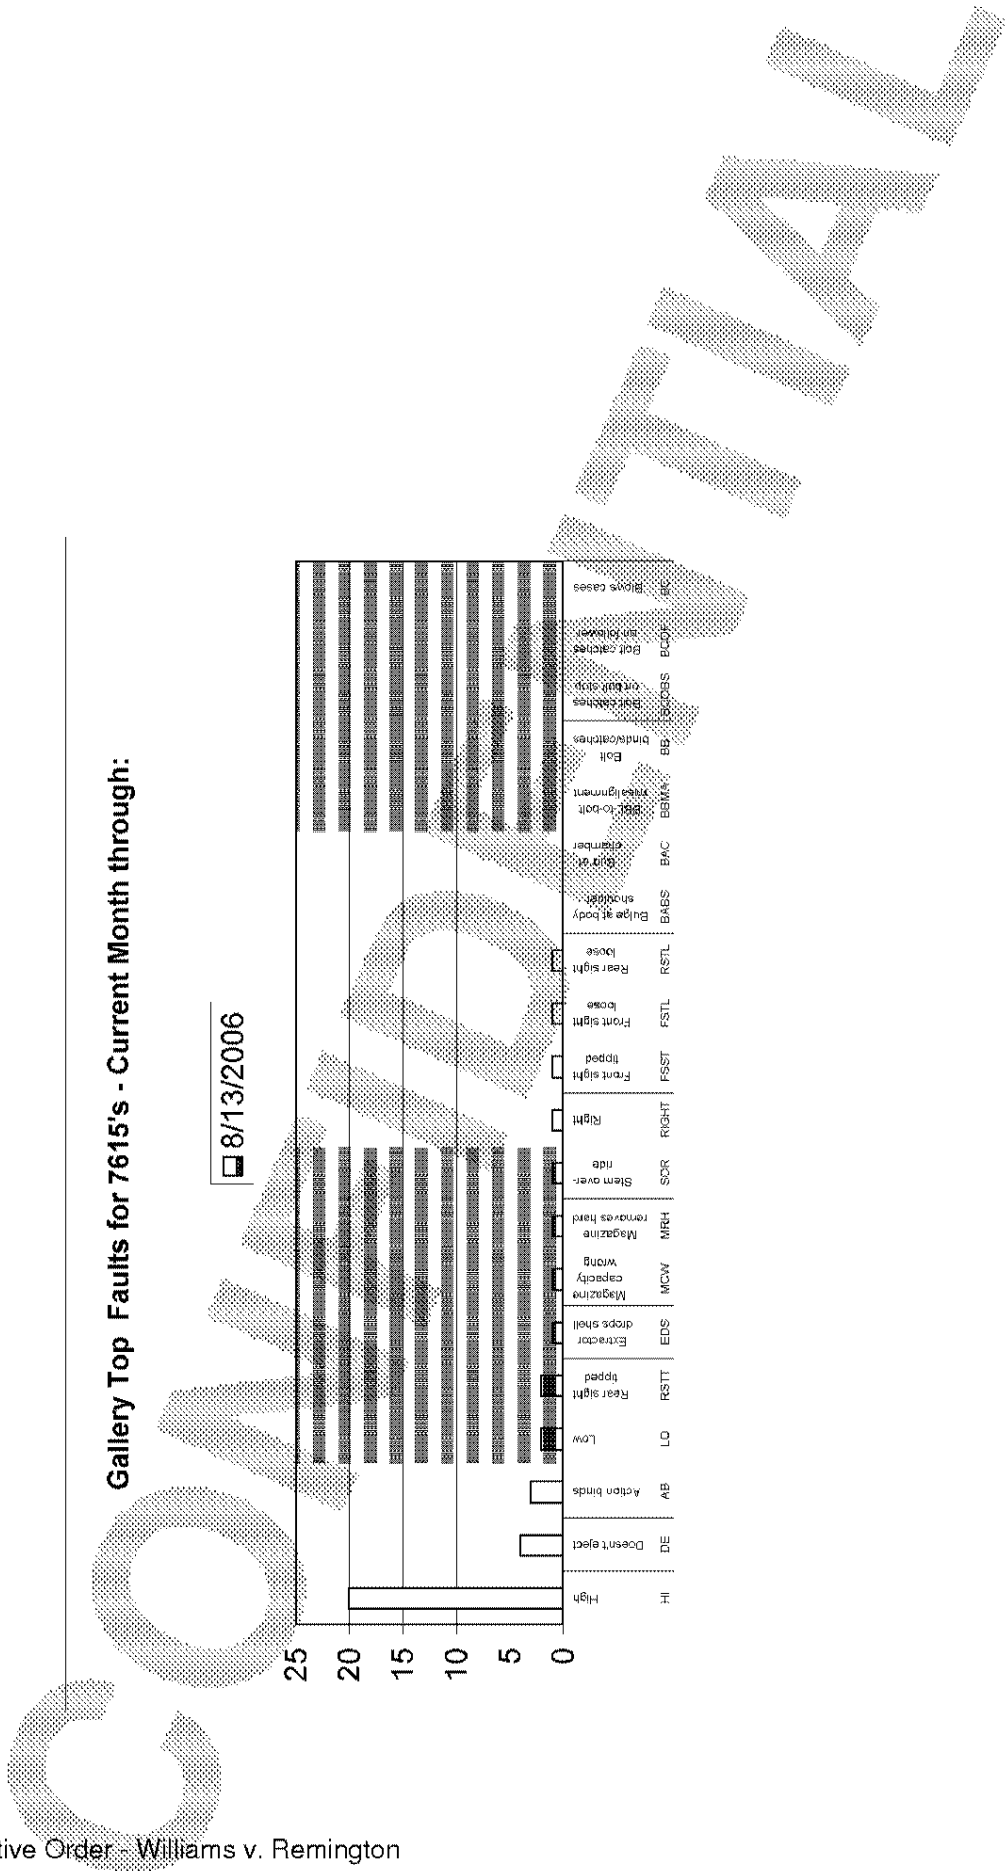 Gallery Top Faults for 7615's - Current Month through:
8/13/2006
25
20
15
10
5
0
High
Doesn't eject
Action binds
Low
Rear sight
tipped
Extractor
drops shell
Magazine
capacity
wrong
Magazine
removes hard
Stem over-
ride
Right
Front sight
tipped
Front sight
loose
Rear sight
loose
Bulge at body
shoulder
Bug at
chamber
BBL-to-bolt
misalignment
Bolt
binds/catches
Bolt catches
on bolt stop
Bolt catches
on follower
Blows cases
HI
DE
AB
LO
RSTT
EDS
MCW
MRH
SOR
RIGHT
FSST
FSTL
RSTL
BABS
BAC
BBMA
BB
BCOBS
BCOF
BC
CONFIDENTIAL
tive Order - Williams v. Remington